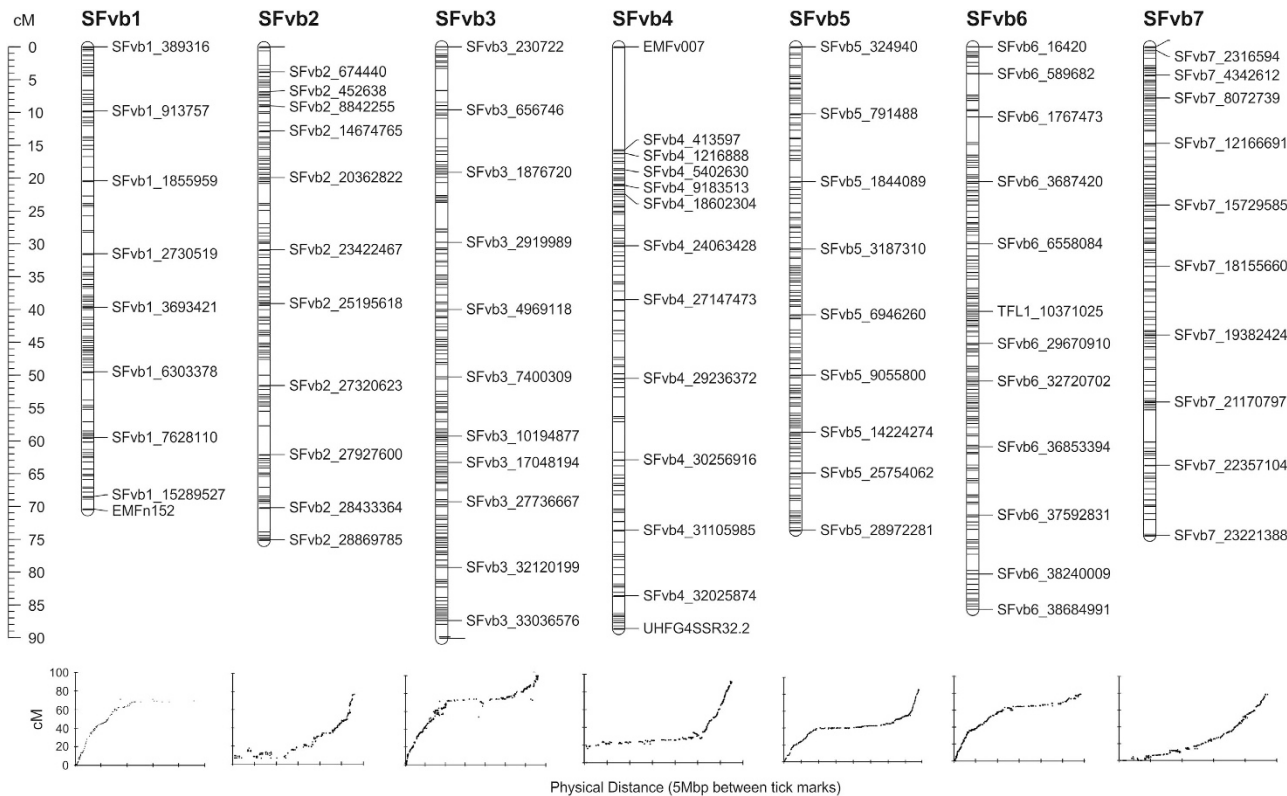 cM
SFvb1
SFvb2
SFvb3
SFvb4
SFvb5
SFvb6
SFvb7
0
5
10
15
20
25
30
35
40
45
50
55
60
65
70
75
80
85
90
SFvb1_389316
SFvb1_913757
SFvb1_1855959
SFvb1_2730519
SFvb1_3693421
SFvb1_6303378
SFvb1_7628110
SFvb1_15289527
EMFn152
SFvb2_674440
SFvb2_452638
SFvb2_8842255
SFvb2_14674765
SFvb2_20362822
SFvb2_23422467
SFvb2_25195618
SFvb2_27320623
SFvb2_27927600
SFvb2_28433364
SFvb2_28869785
SFvb3_230722
SFvb3_656746
SFvb3_1876720
SFvb3_2919989
SFvb3_4969118
SFvb3_7400309
SFvb3_10194877
SFvb3_17048194
SFvb3_27736667
SFvb3_32120199
SFvb3_33036576
EMFv007
SFvb4_413597
SFvb4_1216888
SFvb4_5402630
SFvb4_9183513
SFvb4_18602304
SFvb4_24063428
SFvb4_27147473
SFvb4_29236372
SFvb4_30256916
SFvb4_31105985
SFvb4_32025874
UHFG4SSR32.2
SFvb5_324940
SFvb5_791488
SFvb5_1844089
SFvb5_3187310
SFvb5_6946260
SFvb5_9055800
SFvb5_14224274
SFvb5_25754062
SFvb5_28972281
SFvb6_16420
SFvb6_589682
SFvb6_1767473
SFvb6_3687420
SFvb6_6558084
TFL1_10371025
SFvb6_29670910
SFvb6_32720702
SFvb6_36853394
SFvb6_37592831
SFvb6_38240009
SFvb6_38684991
SFvb7_2316594
SFvb7_4342612
SFvb7_8072739
SFvb7_12166691
SFvb7_15729585
SFvb7_18155660
SFvb7_19382424
SFvb7_21170797
SFvb7_22357104
SFvb7_23221388
cM
100
80
60
40
20
0
Physical Distance (5Mbp between tick marks)